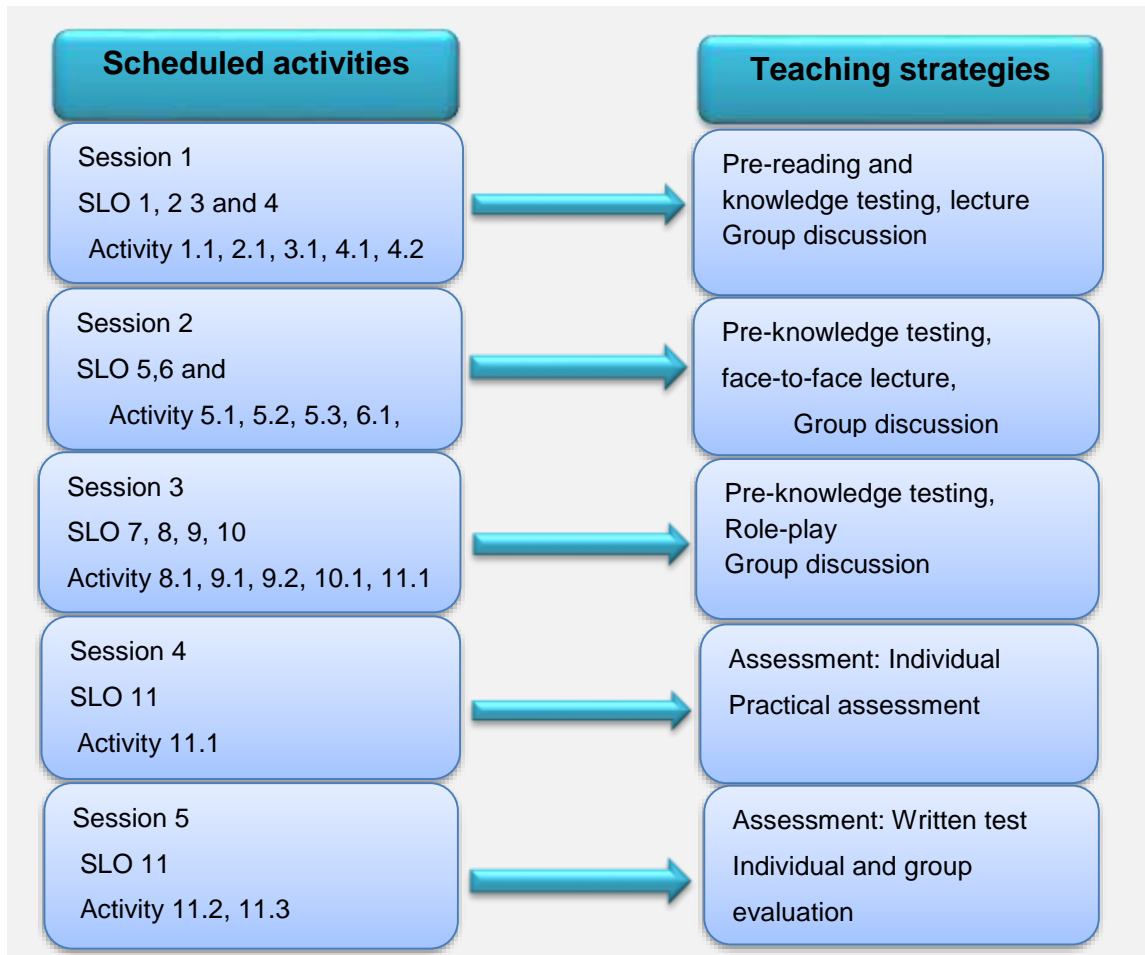 Scheduled activities
Teaching strategies
Session 1
SLO 1, 2 3 and 4
Activity 1.1, 2.1, 3.1, 4.1, 4.2
Pre-reading and
knowledge testing, lecture
Group discussion
Session 2
SLO 5,6 and
Activity 5.1, 5.2, 5.3, 6.1,
Pre-knowledge testing,
face-to-face lecture,
Group discussion
Session 3
SLO 7, 8, 9, 10
Activity 8.1, 9.1, 9.2, 10.1, 11.1
Pre-knowledge testing,
Role-play
Group discussion
Session 4
SLO 11
Activity 11.1
Assessment: Individual
Practical assessment
Session 5
SLO 11
Activity 11.2, 11.3
Assessment: Written test
Individual and group
evaluation